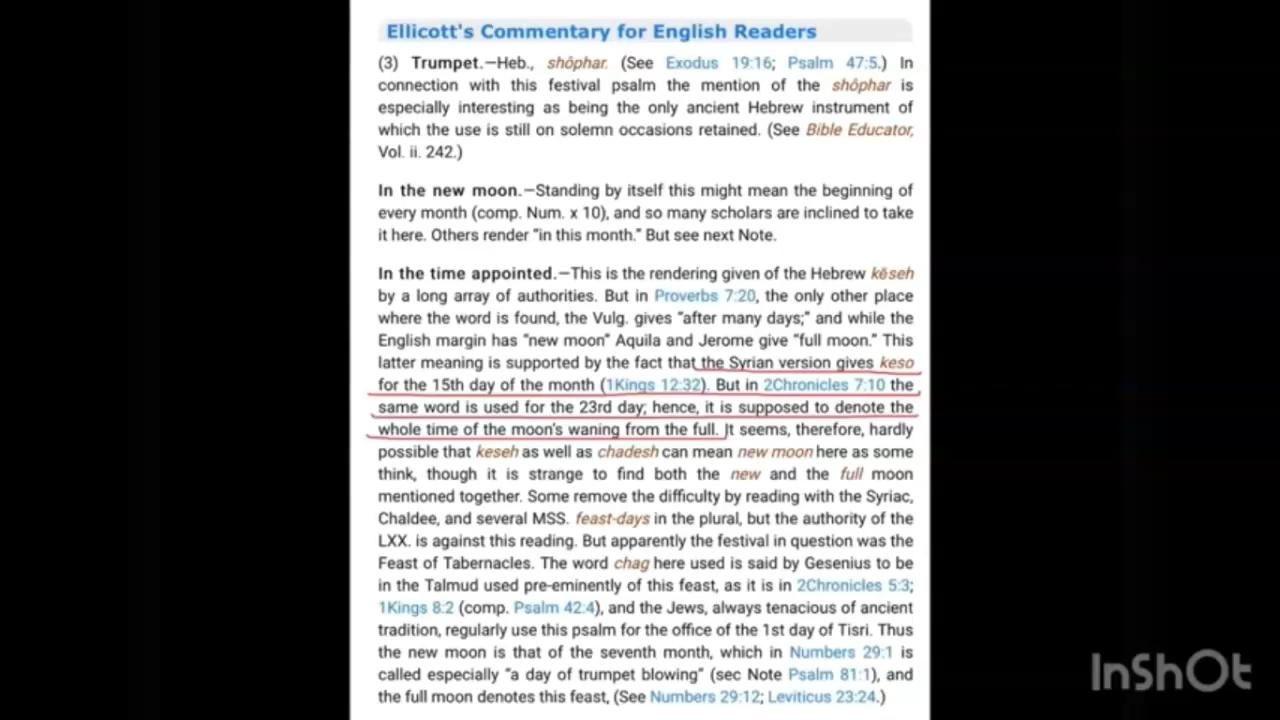 Ellicott's Commentary for English Readers
(3) Trumpet.—Heb., shôphar. (See Exodus 19:16; Psalm 47:5.) In
connection with this festival psalm the mention of the shôphar is
especially interesting as being the only ancient Hebrew instrument of
which the use is still on solemn occasions retained. (See Bible Educator,
Vol. ii. 242.)
In the new moon.—Standing by itself this might mean the beginning of
every month (comp. Num. x 10), and so many scholars are inclined to take
it here. Others render “in this month.” But see next Note.
In the time appointed.—This is the rendering given of the Hebrew kĕseh
by a long array of authorities. But in Proverbs 7:20, the only other place
where the word is found, the Vulg. gives “after many days;” and while the
English margin has “new moon” Aquila and Jerome give “full moon.” This
latter meaning is supported by the fact that the Syrian version gives keso
for the 15th day of the month (1Kings 12:32). But in 2Chronicles 7:10 the
same word is used for the 23rd day; hence, it is supposed to denote the
whole time of the moon's waning from the full. It seems, therefore, hardly
possible that keseh as well as chadesh can mean new moon here as some
think, though it is strange to find both the new and the full moon
mentioned together. Some remove the difficulty by reading with the Syriac,
Chaldee, and several MSS. feast-days in the plural, but the authority of the
LXX. is against this reading. But apparently the festival in question was the
Feast of Tabernacles. The word chag here used is said by Gesenius to be
in the Talmud used pre-eminently of this feast, as it is in 2Chronicles 5:3;
1Kings 8:2 (comp. Psalm 42:4), and the Jews, always tenacious of ancient
tradition, regularly use this psalm for the office of the 1st day of Tisri. Thus
the new moon is that of the seventh month, which in Numbers 29:1 is
called especially “a day of trumpet blowing” (sec Note Psalm 81:1), and
the full moon denotes this feast, (See Numbers 29:12; Leviticus 23:24.)
InShOt